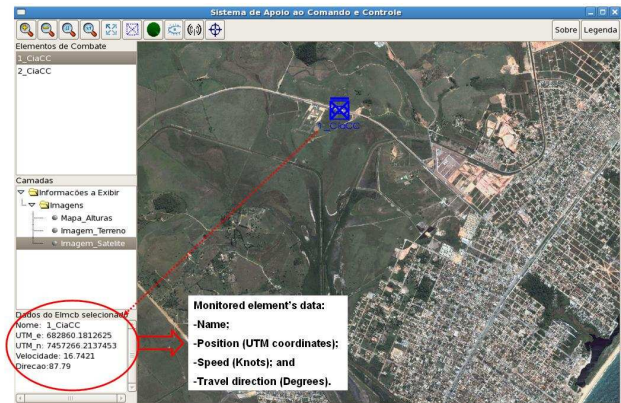 Sistema de Apoio ao Comando e Controle
Sobre
Legenda
Elementos de Combate
1_CiaCC
2_CiaCC
1_CiaCC
Camadas
Informacões a Exibir
Imagens
Mapa_Alturas
Imagem_Terreno
Imagem_Satelite
Dados do Elmcb selecionado
Nome: 1_CiaCC
UTM_e: 682860.1812625
UTM_n: 7457266.2137453
Velocidade: 16.7421
Direcao:87.79
Monitored element's data:
-Name;
-Position (UTM coordinates);
-Speed (Knots); and
-Travel direction (Degrees).